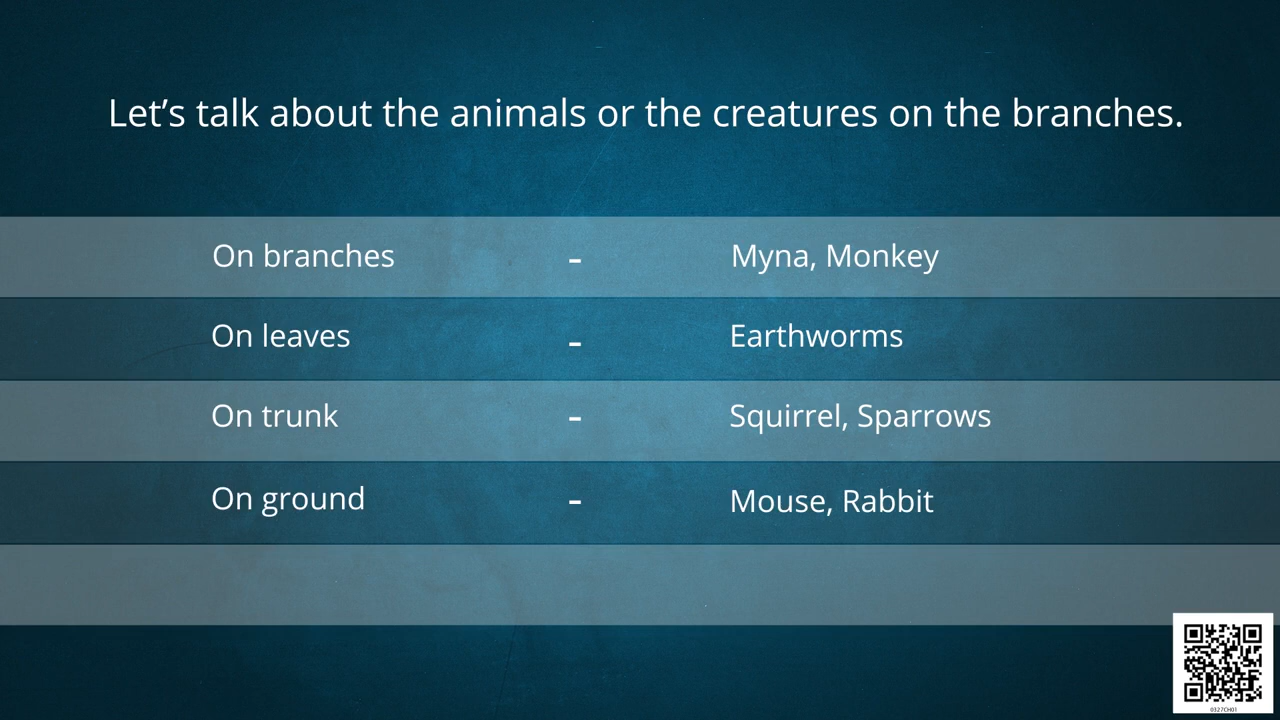 Let’s talk about the animals or the creatures on the branches.
On branches - Myna, Monkey
On leaves - Earthworms
On trunk - Squirrel, Sparrows
On ground - Mouse, Rabbit
0327CH01